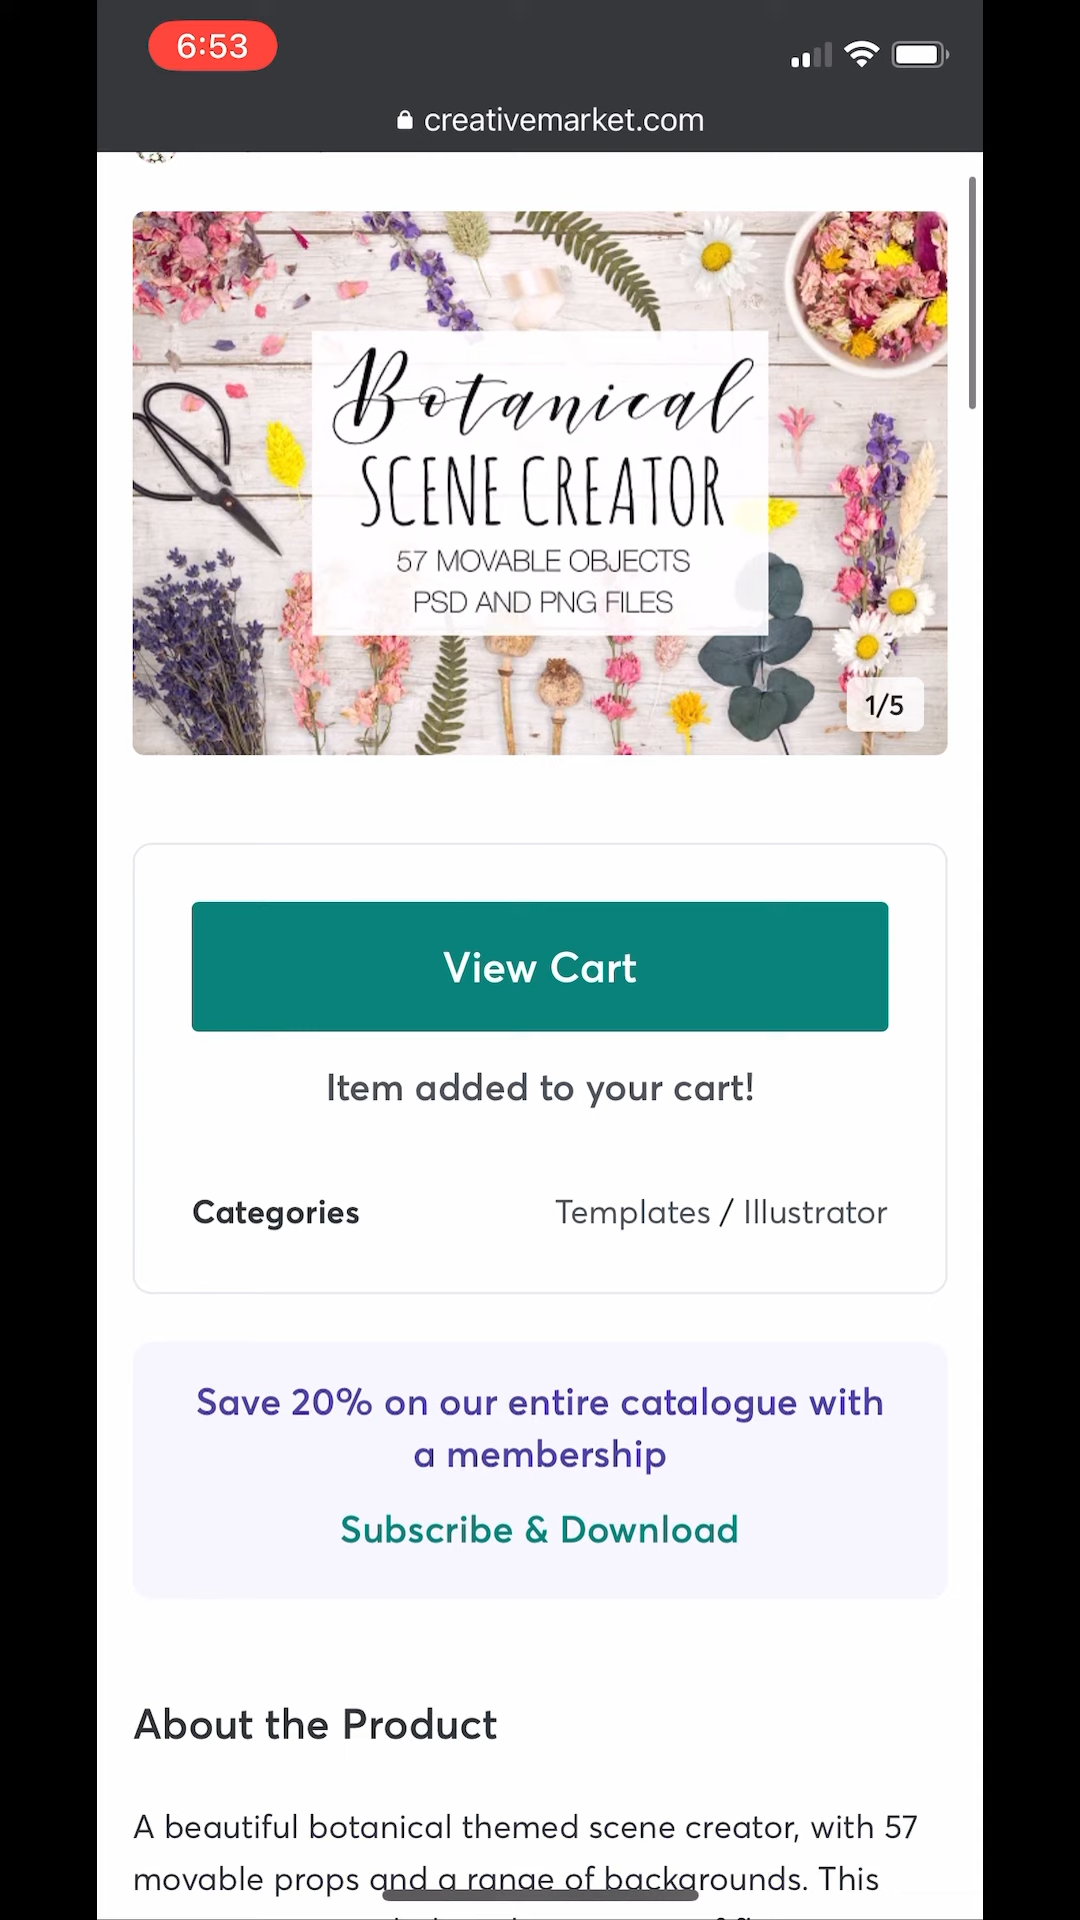 6:53
creativemarket.com
Botanical
SCENE CREATOR
57 MOVABLE OBJECTS
PSD AND PNG FILES
1/5
View Cart
Item added to your cart!
Categories
Templates / Illustrator
Save 20% on our entire catalogue with
a membership
Subscribe & Download
About the Product
A beautiful botanical themed scene creator, with 57
movable props and a range of backgrounds. This